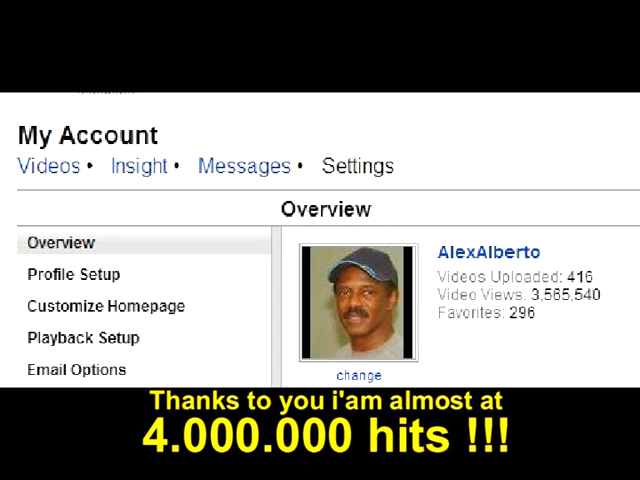 My Account
Videos • Insight • Messages • Settings
Overview
Overview
Profile Setup
Customize Homepage
Playback Setup
Email Options
AlexAlberto
Videos Uploaded: 416
Video Views: 3,565,540
Favorites: 296
change
Thanks to you i'am almost at
4.000.000 hits !!!